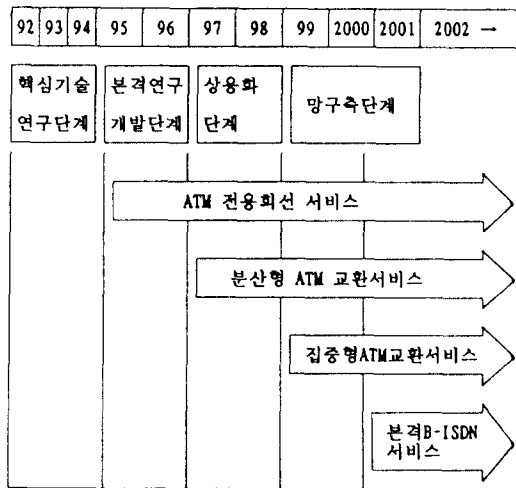 92 93 94 95 96 97 98 99 2000 2001 2002 →
핵심기술 본격연구 상용화 망구축단계
연구단계 개발단계 단계
ATM 전용회선 서비스
분산형 ATM 교환서비스
집중형ATM교환서비스
본격B-ISDN
서비스